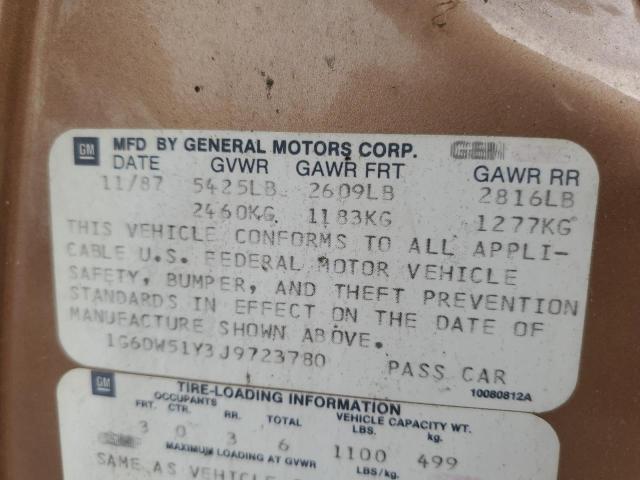 GM MFD BY GENERAL MOTORS CORP. GEN
DATE GVWR GAWR FRT GAWR RR
11/87 5425LB 2609LB 2816LB
2460KG 1183KG 1277KG
THIS VEHICLE CONFORMS TO ALL APPLI-
CABLE U.S. FEDERAL MOTOR VEHICLE
SAFETY, BUMPER, AND THEFT PREVENTION
STANDARDS IN EFFECT ON THE DATE OF
MANUFACTURE SHOWN ABOVE.
1G6DW51Y3J9723780 PASS CAR
10080812A
GM TIRE-LOADING INFORMATION
OCCUPANTS VEHICLE CAPACITY WT.
FRT. CTR. RR. TOTAL LBS. kg.
3 0 3 6 1100 499
MAXIMUM LOADING AT GVWR LBS/kg.
SAME AS VEHICLE